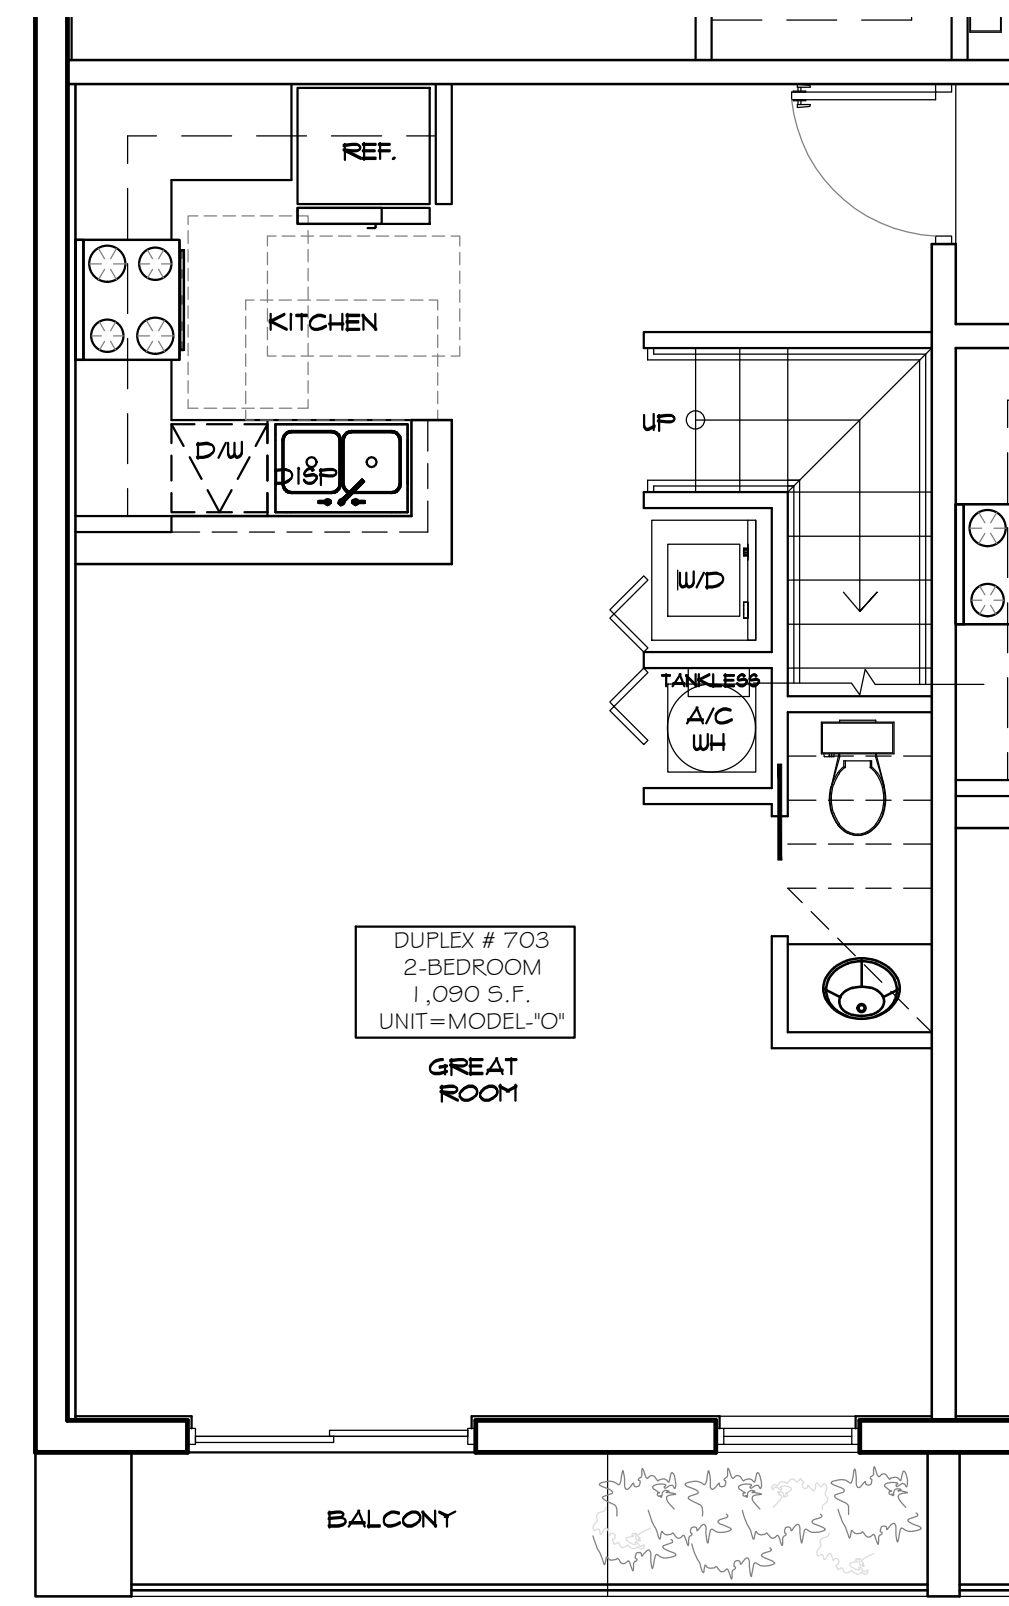 REF.
KITCHEN
UP
D/W
DISP
W/D
TANKLESS
A/C
WH
DUPLEX # 703
2-BEDROOM
1,090 S.F.
UNIT=MODEL-"O"
GREAT
ROOM
BALCONY